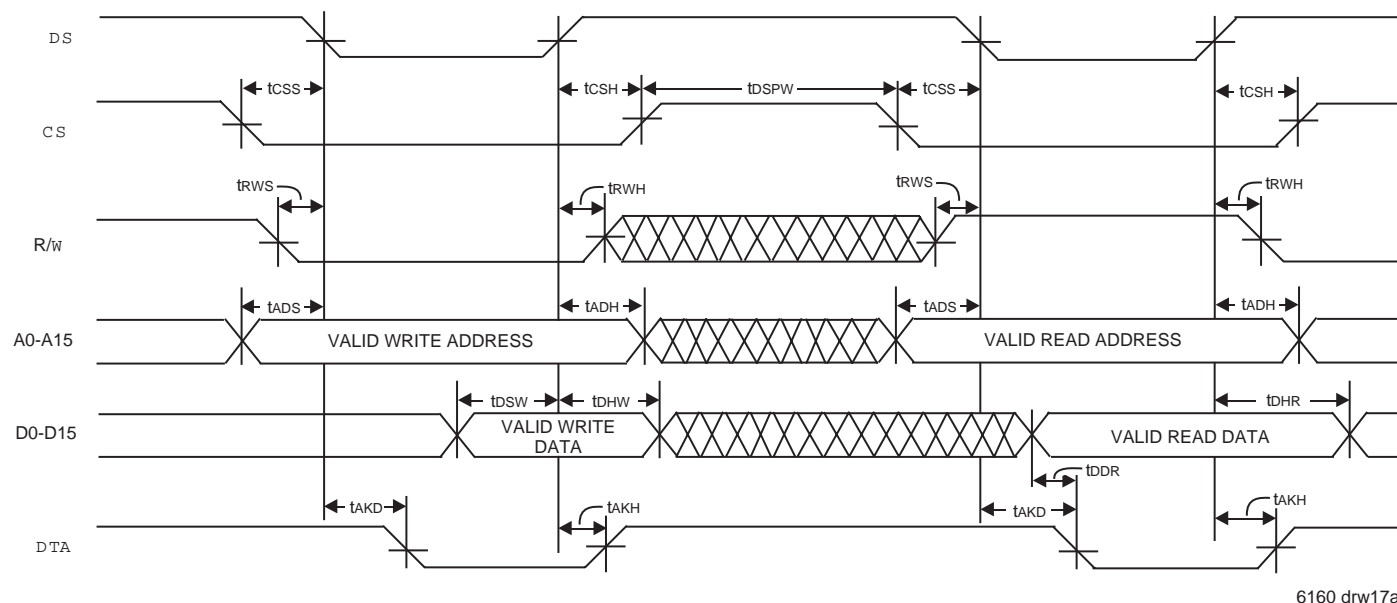 DS
tCSS
tCSH
tDSPW
tCSS
tCSH
CS
tRWS
tRWH
tRWS
tRWH
R/W
tADS
tADH
tADS
tADH
A0-A15
VALID WRITE ADDRESS
VALID READ ADDRESS
tDSW
tDHW
tDHR
D0-D15
VALID WRITE
DATA
VALID READ DATA
tDDR
tAKD
tAKH
tAKD
tAKH
DTA
6160 drw17a